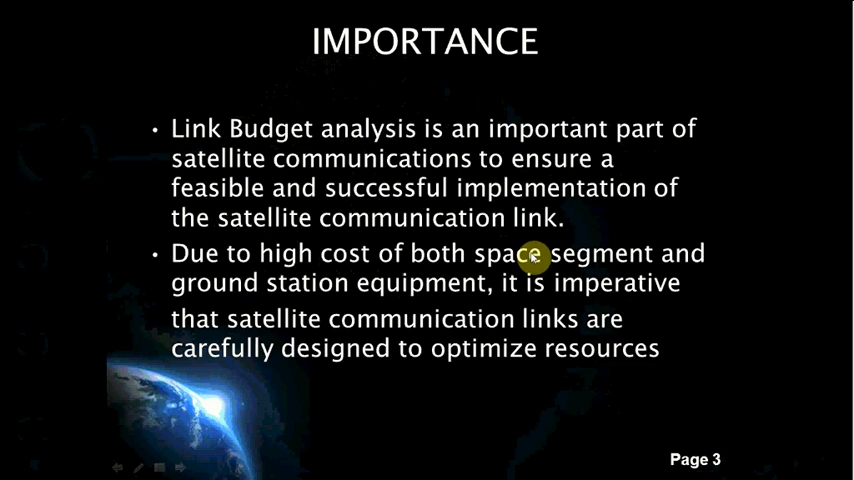 IMPORTANCE
• Link Budget analysis is an important part of
satellite communications to ensure a
feasible and successful implementation of
the satellite communication link.
• Due to high cost of both space segment and
ground station equipment, it is imperative
that satellite communication links are
carefully designed to optimize resources
Page 3